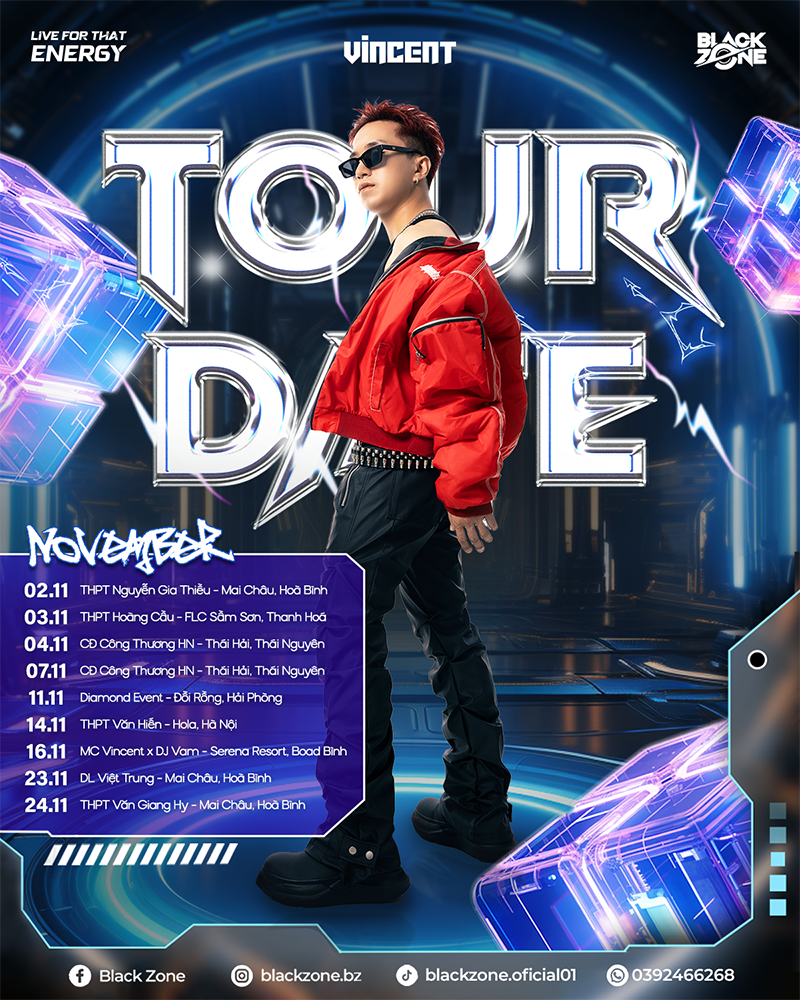 LIVE FOR THAT
ENERGY
VINCENT
BLACK
ZONE
TOUR
DATE
NOVEMBER
02.11 THPT Nguyễn Gia Thiều - Mai Châu, Hoà Bình
03.11 THPT Hoàng Cầu - FLC Sầm Sơn, Thanh Hoá
04.11 CĐ Công Thương HN - Thái Hải, Thái Nguyên
07.11 CĐ Công Thương HN - Thái Hải, Thái Nguyên
11.11 Diamond Event - Đồi Rồng, Hải Phòng
14.11 THPT Văn Hiến - Hola, Hà Nội
16.11 MC Vincent x DJ Vam - Serena Resort, Boad Bình
23.11 DL Việt Trung - Mai Châu, Hoà Bình
24.11 THPT Văn Giang Hy - Mai Châu, Hoà Bình
Black Zone blackzone.bz blackzone.oficial01 0392466268